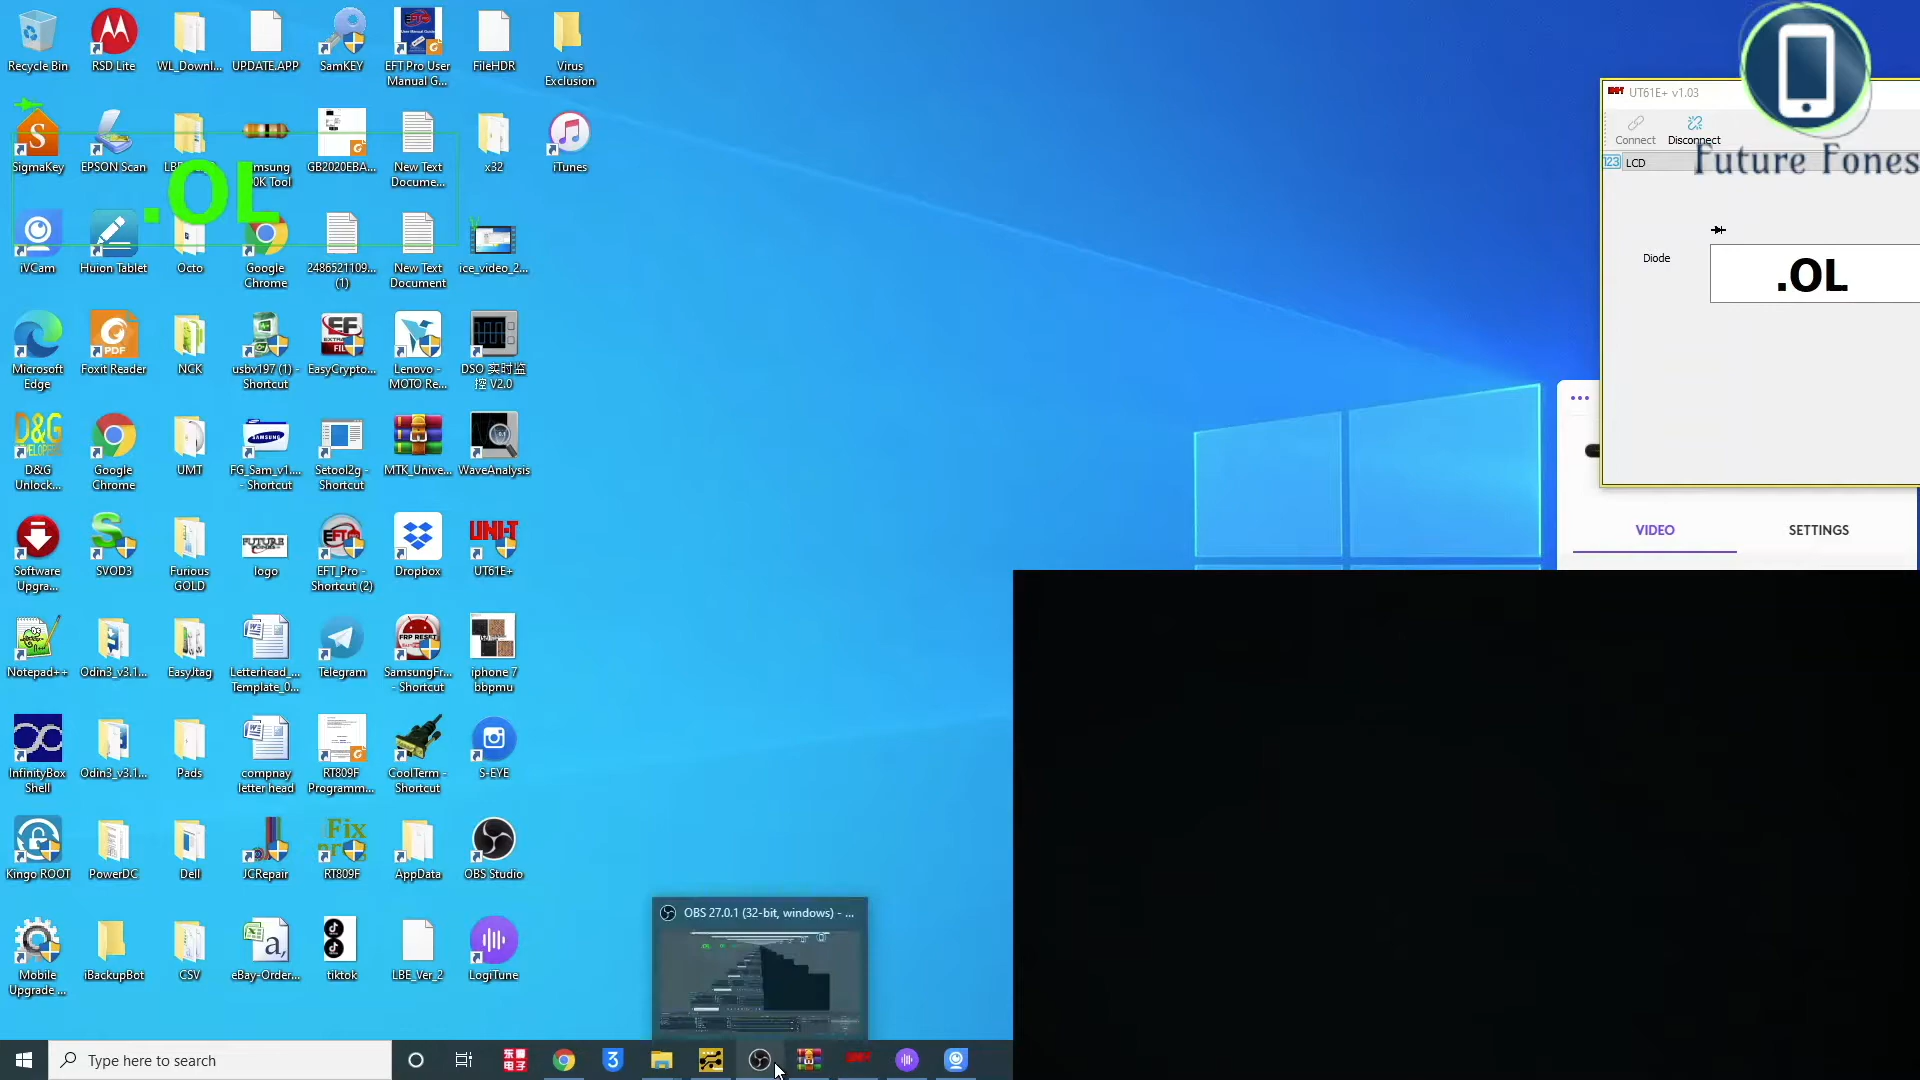 Recycle Bin
RSD Lite
WL_Downl...
UPDATE.APP
SamKEY
EFT Pro User
Manual G...
FileHDR
Virus
Exclusion
SigmaKey
EPSON Scan
GB2020EBA...
New Text
Docume...
x32
iTunes
.OL
iVCam
Huion Tablet
Octo
Google
Chrome
2486521109...
(1)
New Text
Document
ice_video_2...
Microsoft
Edge
Foxit Reader
NCK
usbv197 (1) -
Shortcut
EasyCrypto...
Lenovo -
MOTO Re...
DSO 实时监
控 V2.0
D&G
Unlock...
Google
Chrome
UMT
FG_Sam_v1....
- Shortcut
Setool2g -
Shortcut
MTK_Unive...
WaveAnalysis
Software
Upgra...
SVOD3
Furious
GOLD
logo
EFT_Pro -
Shortcut (2)
Dropbox
UT61E+
Notepad++
Odin3_v3.1...
EasyJtag
Letterhead_...
Template_0...
Telegram
SamsungFr...
- Shortcut
iphone 7
bbpmu
InfinityBox
Shell
Odin3_v3.1...
Pads
compnay
letter head
RT809F
Programm...
CoolTerm -
Shortcut
S-EYE
Kingo ROOT
PowerDC
Dell
JCRepair
RT809F
AppData
OBS Studio
Mobile
Upgrade ...
iBackupBot
CSV
eBay-Order...
tiktok
LBE_Ver_2
LogiTune
UT61E+ v1.03
Connect
Disconnect
Future Fones
LCD
Diode
.OL
VIDEO
SETTINGS
OBS 27.0.1 (32-bit, windows) - ...
Type here to search